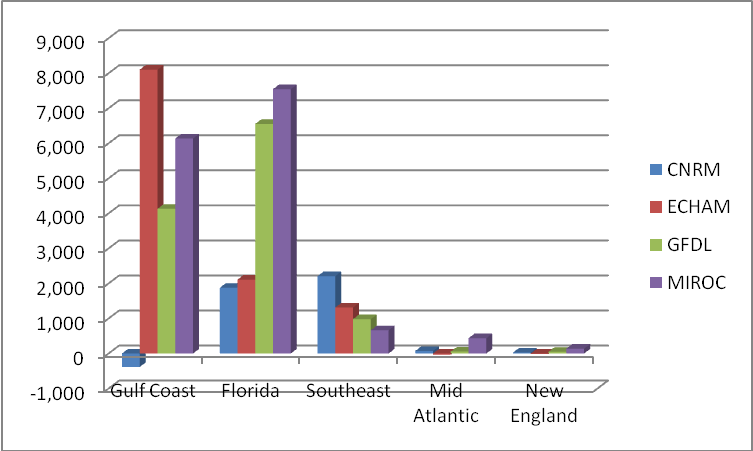 9,000
8,000
7,000
6,000
5,000
4,000
3,000
2,000
1,000
0
-1,000
Gulf Coast
Florida
Southeast
Mid
Atlantic
New
England
CNRM
ECHAM
GFDL
MIROC